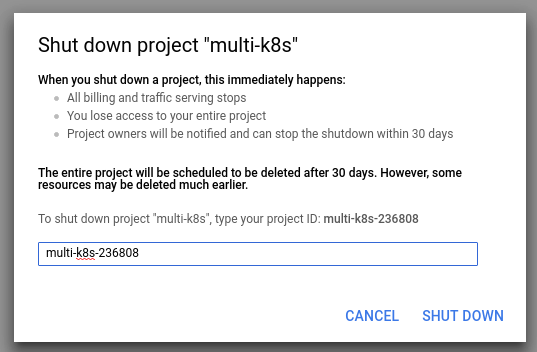 Shut down project "multi-k8s"
When you shut down a project, this immediately happens:
All billing and traffic serving stops
You lose access to your entire project
Project owners will be notified and can stop the shutdown within 30 days
The entire project will be scheduled to be deleted after 30 days. However, some
resources may be deleted much earlier.
To shut down project "multi-k8s", type your project ID: multi-k8s-236808
multi-k8s-236808
CANCEL SHUT DOWN